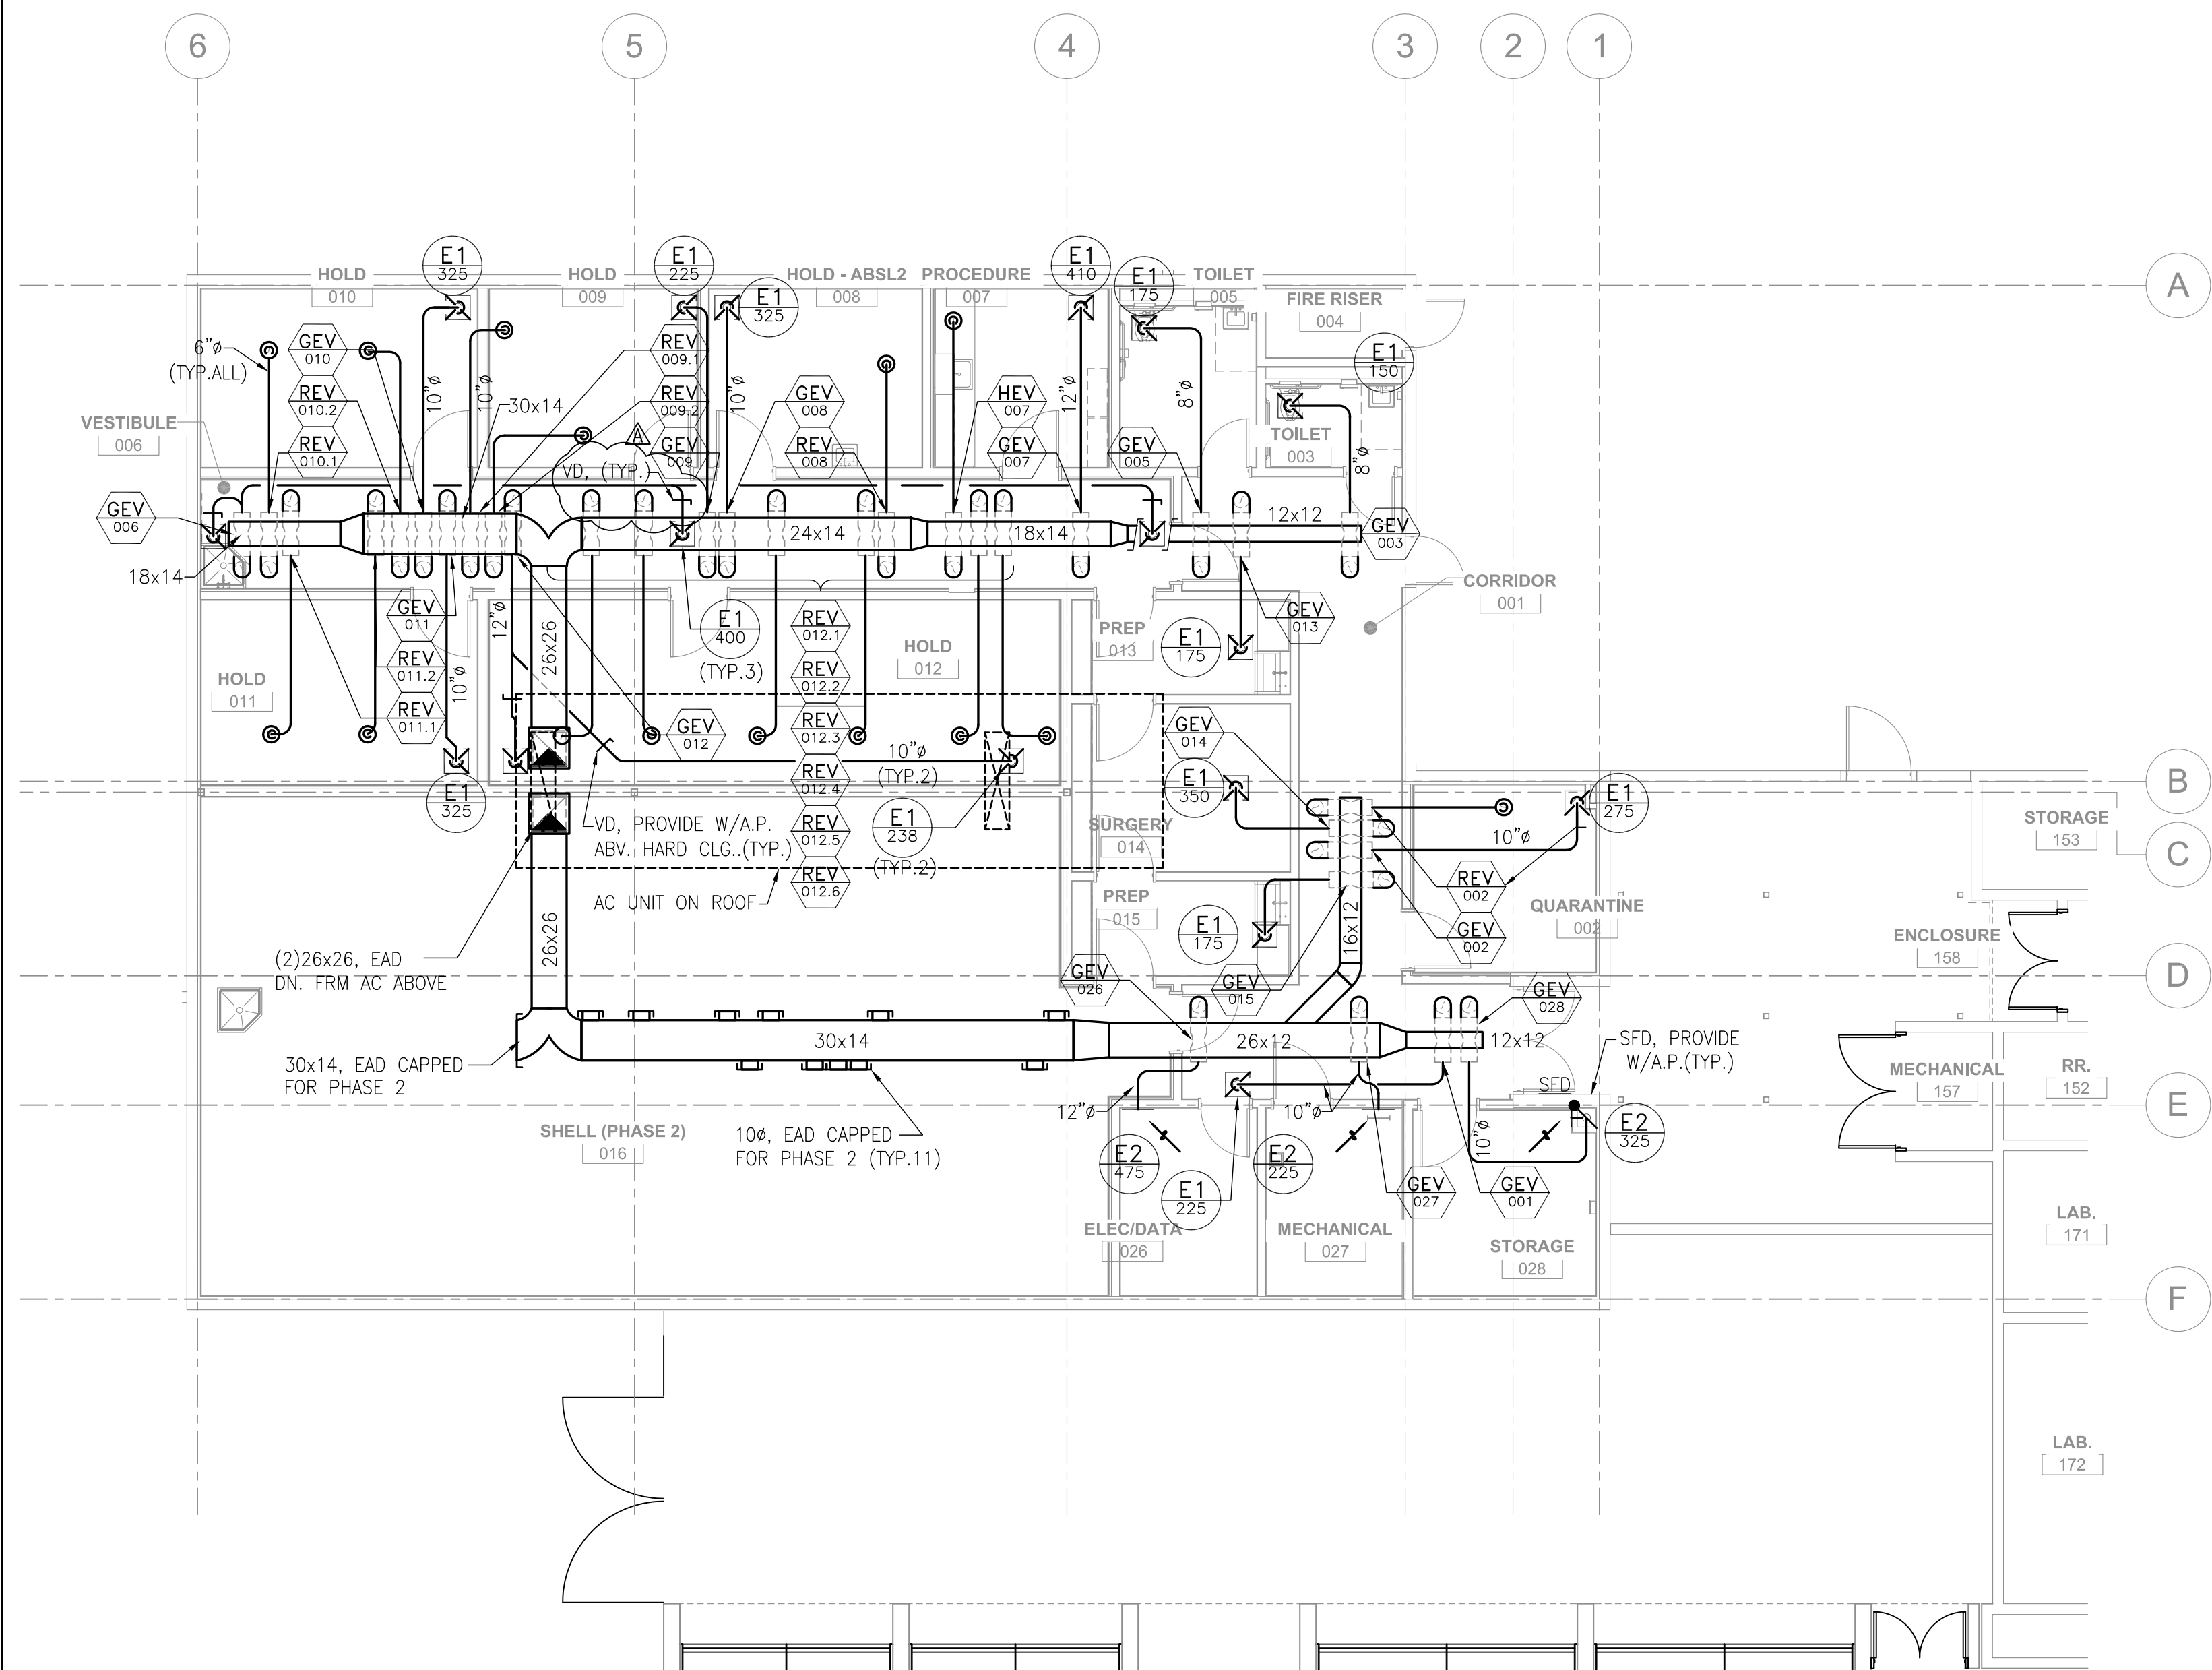 6
5
4
3
2
1
A
B
C
D
E
F
HOLD
010
HOLD
009
HOLD - ABSL2
008
PROCEDURE
007
TOILET
005
FIRE RISER
004
E1
325
E1
225
E1
325
E1
410
E1
175
E1
150
6"ø
(TYP.ALL)
GEV
010
REV
010.2
REV
010.1
10"ø
10"ø
30x14
REV
009.1
REV
009.2
GEV
009
10"ø
GEV
008
REV
008
HEV
007
GEV
007
12"ø
GEV
005
8"ø
TOILET
003
8"ø
VESTIBULE
006
A
VD, (TYP.)
GEV
006
18x14
24x14
18x14
12x12
GEV
003
CORRIDOR
001
GEV
011
REV
011.2
REV
011.1
10"ø
12"ø
26x26
E1
400
(TYP.3)
REV
012.1
REV
012.2
REV
012.3
REV
012.4
REV
012.5
REV
012.6
HOLD
012
PREP
013
E1
175
GEV
013
HOLD
011
GEV
012
10"ø
(TYP.2)
GEV
014
E1
350
E1
325
VD, PROVIDE W/A.P.
ABV. HARD CLG..(TYP.)
E1
238
(TYP.2)
SURGERY
014
E1
275
10"ø
STORAGE
153
AC UNIT ON ROOF
REV
002
GEV
002
QUARANTINE
002
PREP
015
E1
175
16x12
ENCLOSURE
158
26x26
(2)26x26, EAD
DN. FRM AC ABOVE
GEV
026
GEV
015
GEV
028
30x14
26x12
12x12
SFD, PROVIDE
W/A.P.(TYP.)
30x14, EAD CAPPED
FOR PHASE 2
SFD
MECHANICAL
157
RR.
152
12"ø
10"ø
10"ø
SHELL (PHASE 2)
016
10ø, EAD CAPPED
FOR PHASE 2 (TYP.11)
E2
475
E1
225
E2
225
E2
325
GEV
027
GEV
001
ELEC/DATA
026
MECHANICAL
027
STORAGE
028
LAB.
171
LAB.
172